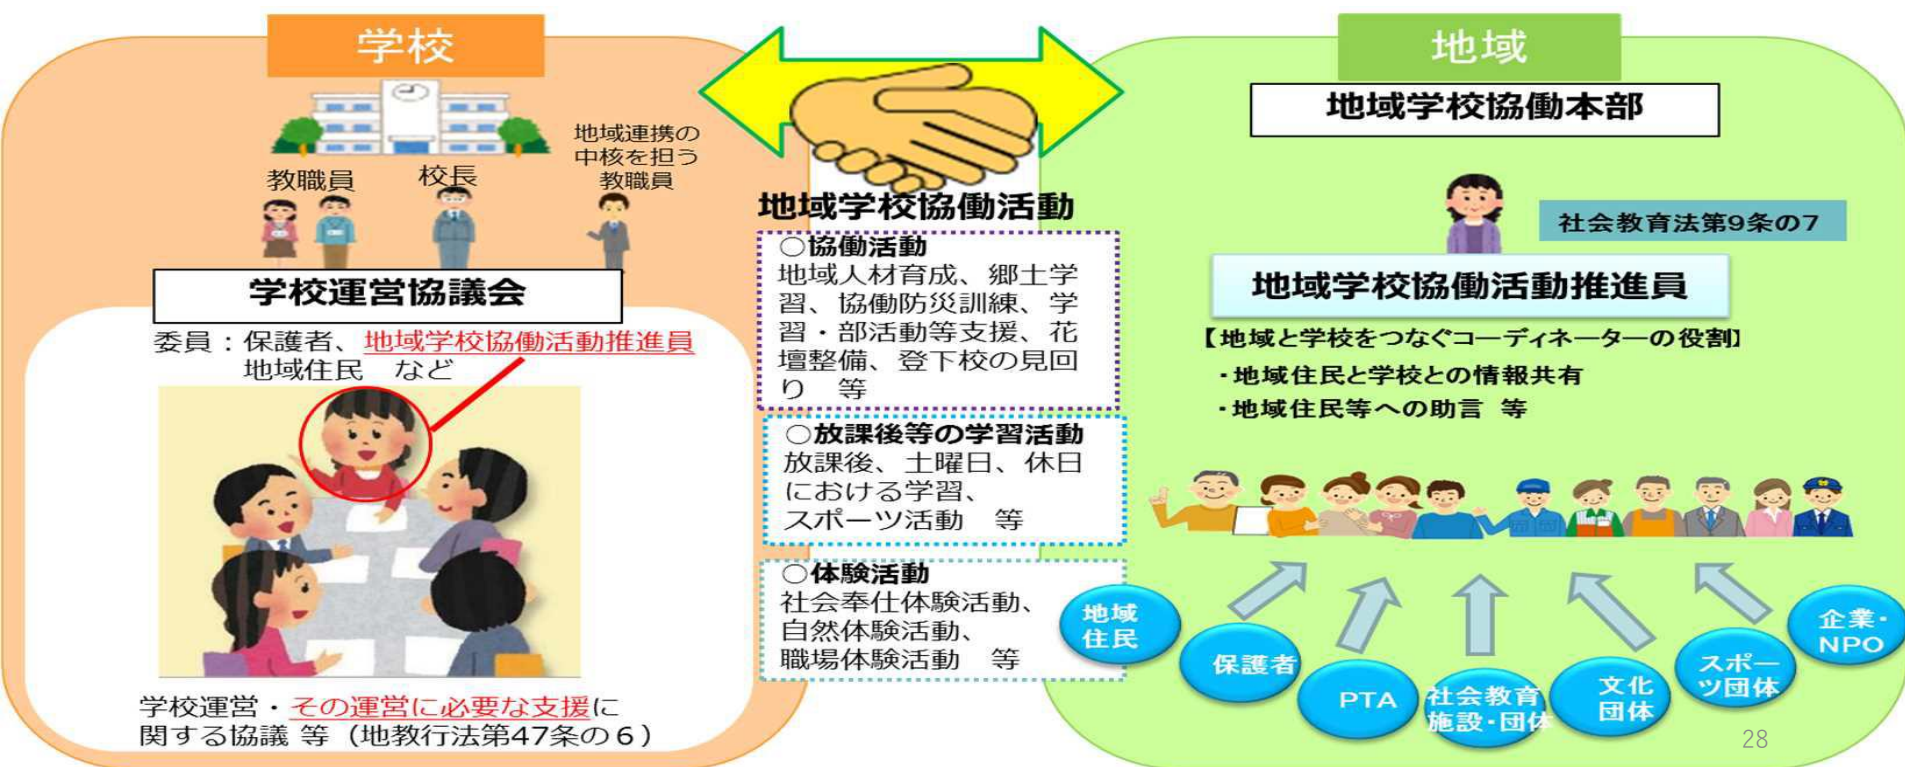 学校
地域連携の
中核を担う
教職員
教職員
校長
学校運営協議会
委員：保護者、地域学校協働活動推進員
地域住民　など
学校運営・その運営に必要な支援に
関する協議 等（地教行法第47条の６）
地域学校協働活動
○協働活動
地域人材育成、郷土学
習、協働防災訓練、学
習・部活動等支援、花
壇整備、登下校の見回
り　等
○放課後等の学習活動
放課後、土曜日、休日
における学習、
スポーツ活動　等
○体験活動
社会奉仕体験活動、
自然体験活動、
職場体験活動　等
地域
地域学校協働本部
社会教育法第9条の7
地域学校協働活動推進員
【地域と学校をつなぐコーディネーターの役割】
・地域住民と学校との情報共有
・地域住民等への助言 等
地域
住民
保護者
PTA
社会教育
施設・団体
文化
団体
スポー
ツ団体
企業・
NPO
28